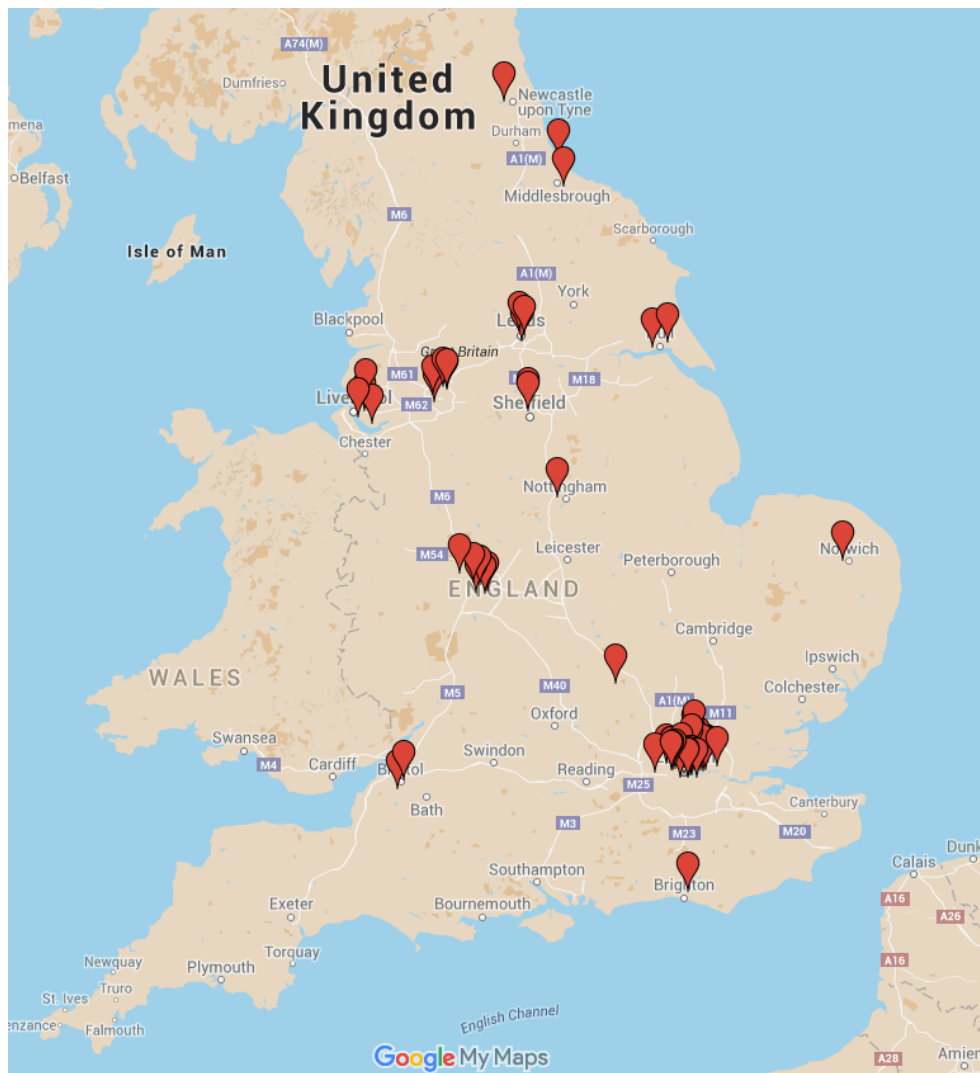 A74(M)
United
Kingdom
Dumfries
Newcastle
upon Tyne
mena
Durham
A1(M)
Belfast
Middlesbrough
M6
Scarborough
Isle of Man
A1(M)
York
Blackpool
Leeds
Great Britain
M61
M18
Liverpool
M62
Sheffield
Chester
M6
Nottingham
M54
Leicester
Norwich
Peterborough
ENGLAND
Cambridge
WALES
Ipswich
M5
M40
A1(M)
Colchester
M11
Oxford
Swansea
Swindon
M4
Cardiff
Bristol
Reading
M25
Bath
Canterbury
M3
M23
M20
Southampton
Dunk
Calais
Brighton
A16
Exeter
Bournemouth
A26
Torquay
Newquay
Plymouth
A16
Truro
St. Ives
enzance
Falmouth
English Channel
Google My Maps
A28
Amien